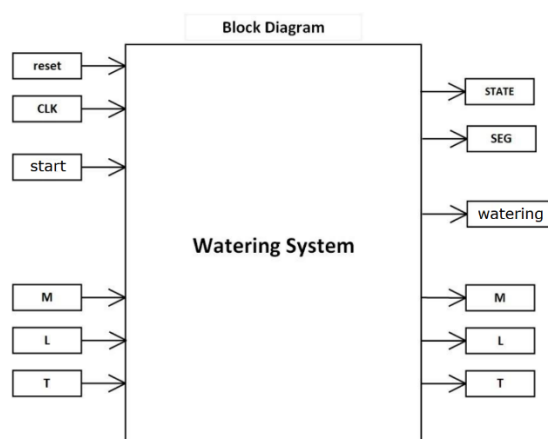 Block Diagram
reset
CLK
start
M
L
T
Watering System
STATE
SEG
watering
M
L
T